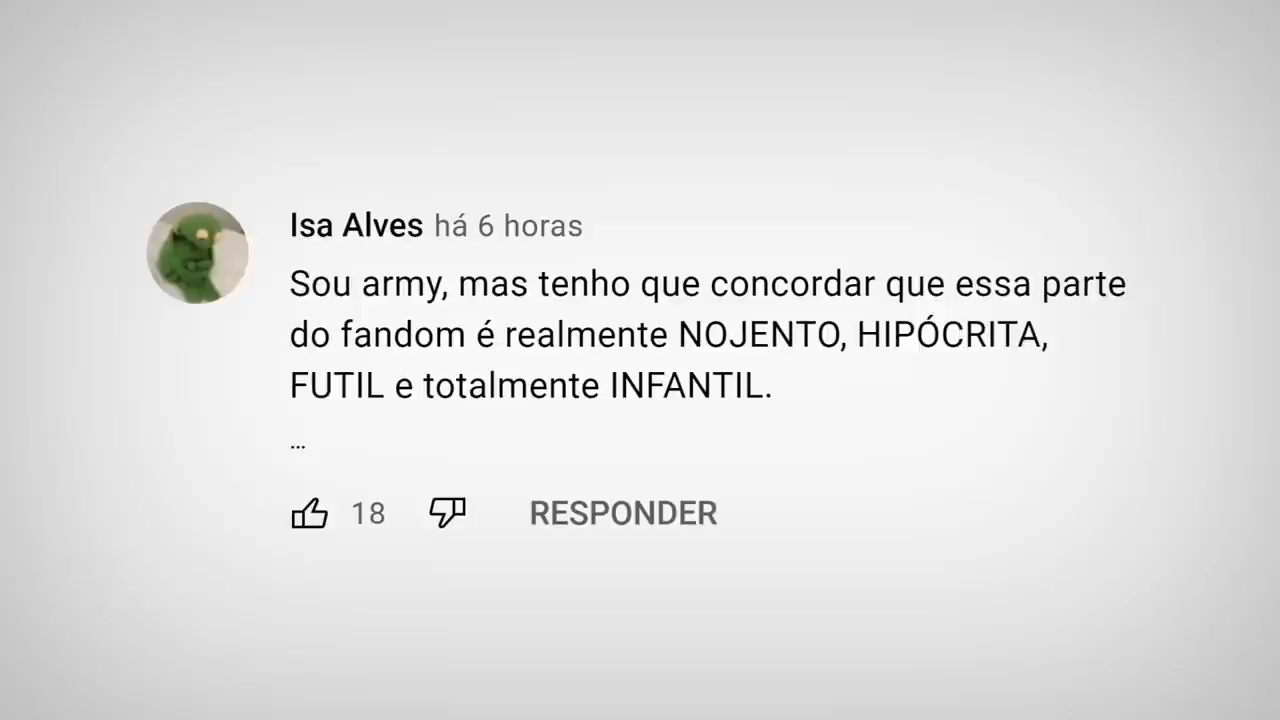 Isa Alves há 6 horas
Sou army, mas tenho que concordar que essa parte
do fandom é realmente NOJENTO, HIPÓCRITA,
FUTIL e totalmente INFANTIL.
...
18 RESPONDER